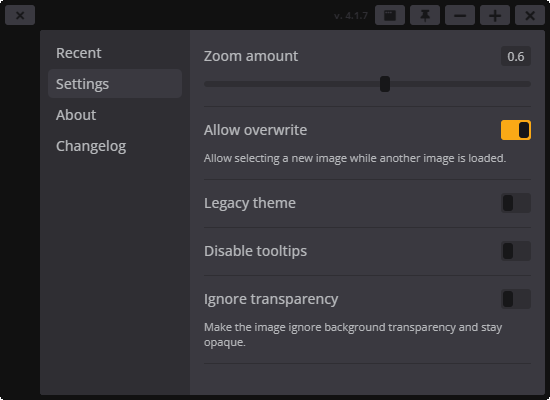 v. 4.1.7
Recent
Settings
About
Changelog
Zoom amount
0.6
Allow overwrite
Allow selecting a new image while another image is loaded.
Legacy theme
Disable tooltips
Ignore transparency
Make the image ignore background transparency and stay
opaque.